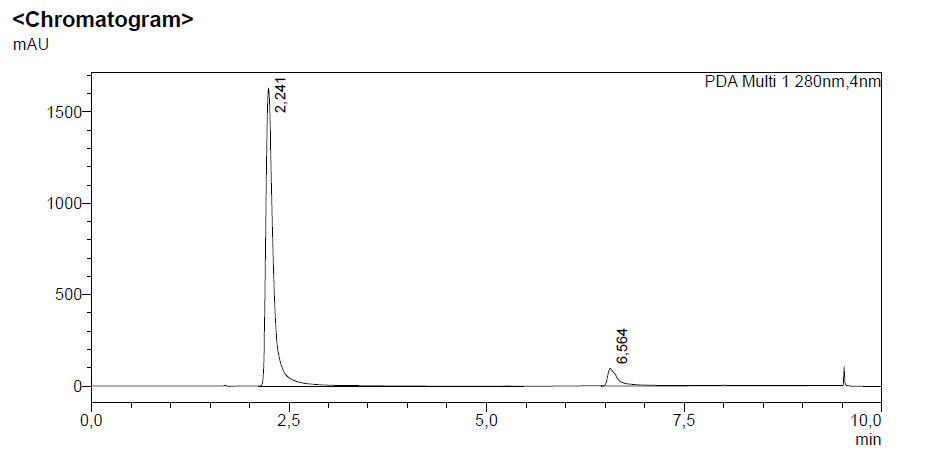 <Chromatogram>
mAU
PDA Multi 1 280nm,4nm
1500
1000
500
0
2,241
6,564
0,0 2,5 5,0 7,5 10,0
min